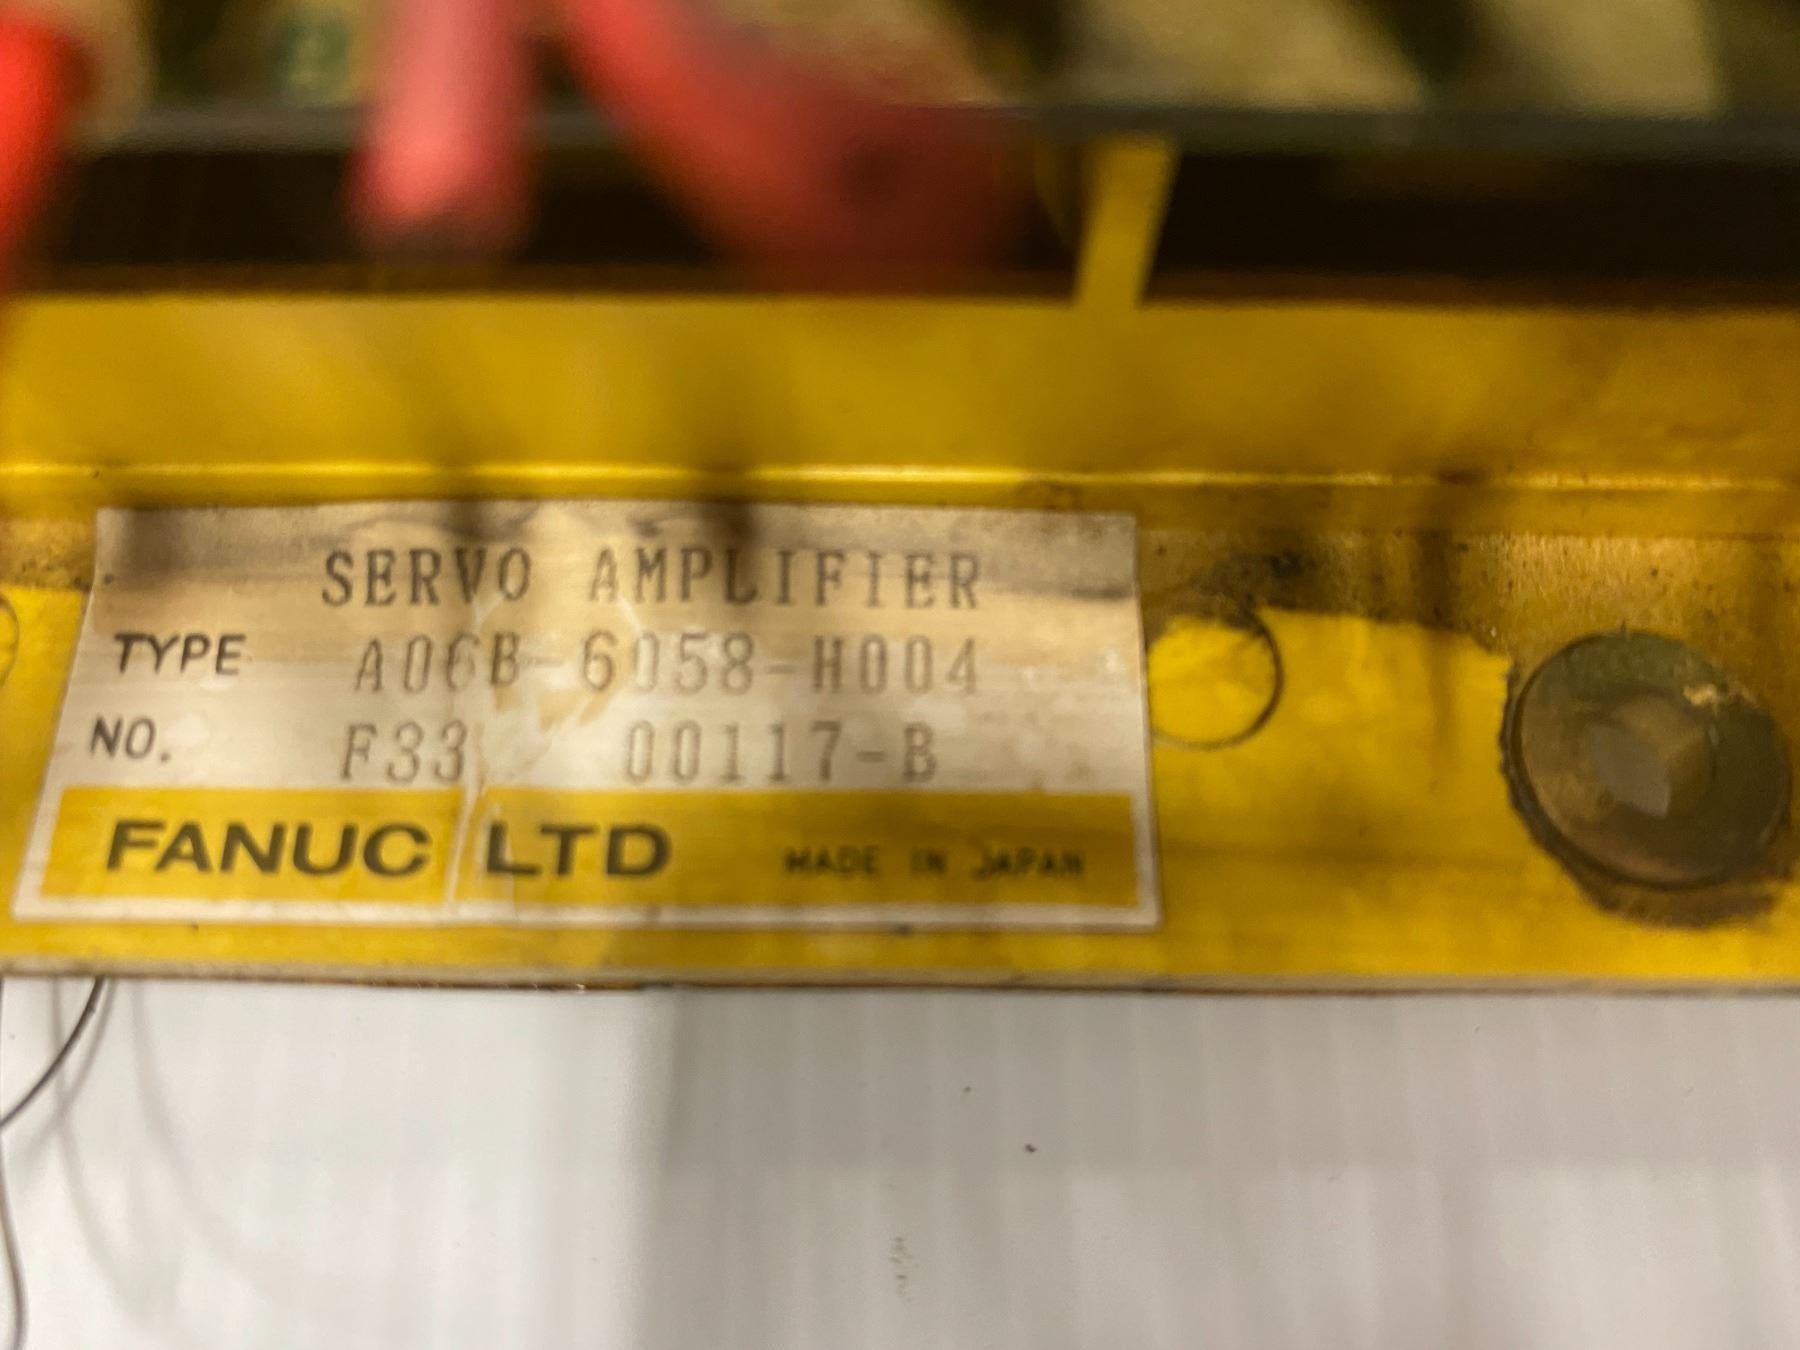 SERVO AMPLIFIER
TYPE A06B-6058-H004
NO. F33 00117-B
FANUC LTD MADE IN JAPAN